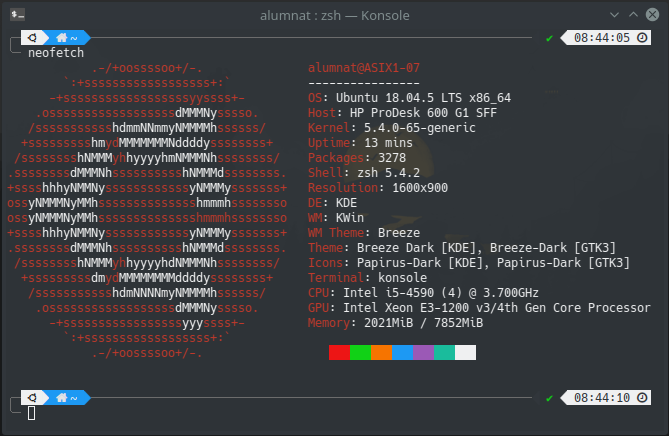 alumnat : zsh — Konsole
~ ✔ 08:44:05
neofetch
.-/+oossssoo+/-. alumnat@ASIX1-07
`:+ssssssssssssssssss+:` ----------------
-+ssssssssssssssssssyyssss+- OS: Ubuntu 18.04.5 LTS x86_64
.ossssssssssssssssssdMMMNysssso. Host: HP ProDesk 600 G1 SFF
/ssssssssssshdmmNNmmyNMMMMhssssss/ Kernel: 5.4.0-65-generic
+ssssssssshmydMMMMMMMNddddyssssssss+ Uptime: 13 mins
/sssssssshNMMMyhhyyyyhmNMMMNhssssssss/ Packages: 3278
.ssssssssdMMMNhsssssssssshNMMMdssssssss. Shell: zsh 5.4.2
+sssshhhyNMMNyssssssssssssyNMMMysssssss+ Resolution: 1600x900
ossyNMMMNyMMhsssssssssssssshmmmhssssssso DE: KDE
ossyNMMMNyMMhsssssssssssssshmmmhssssssso WM: KWin
+sssshhhyNMMNyssssssssssssyNMMMysssssss+ WM Theme: Breeze
.ssssssssdMMMNhsssssssssshNMMMdssssssss. Theme: Breeze Dark [KDE], Breeze-Dark [GTK3]
/sssssssshNMMMyhhyyyyhdNMMMNhssssssss/ Icons: Papirus-Dark [KDE], Papirus-Dark [GTK3]
+sssssssssdmydMMMMMMMMddddyssssssss+ Terminal: konsole
/ssssssssssshdmNNNNmyNMMMMhssssss/ CPU: Intel i5-4590 (4) @ 3.700GHz
.ossssssssssssssssssdMMMNysssso. GPU: Intel Xeon E3-1200 v3/4th Gen Core Processor
-+sssssssssssssssssyyyssss+- Memory: 2021MiB / 7852MiB
`:+ssssssssssssssssss+:`
.-/+oossssoo+/-.
~ ✔ 08:44:10